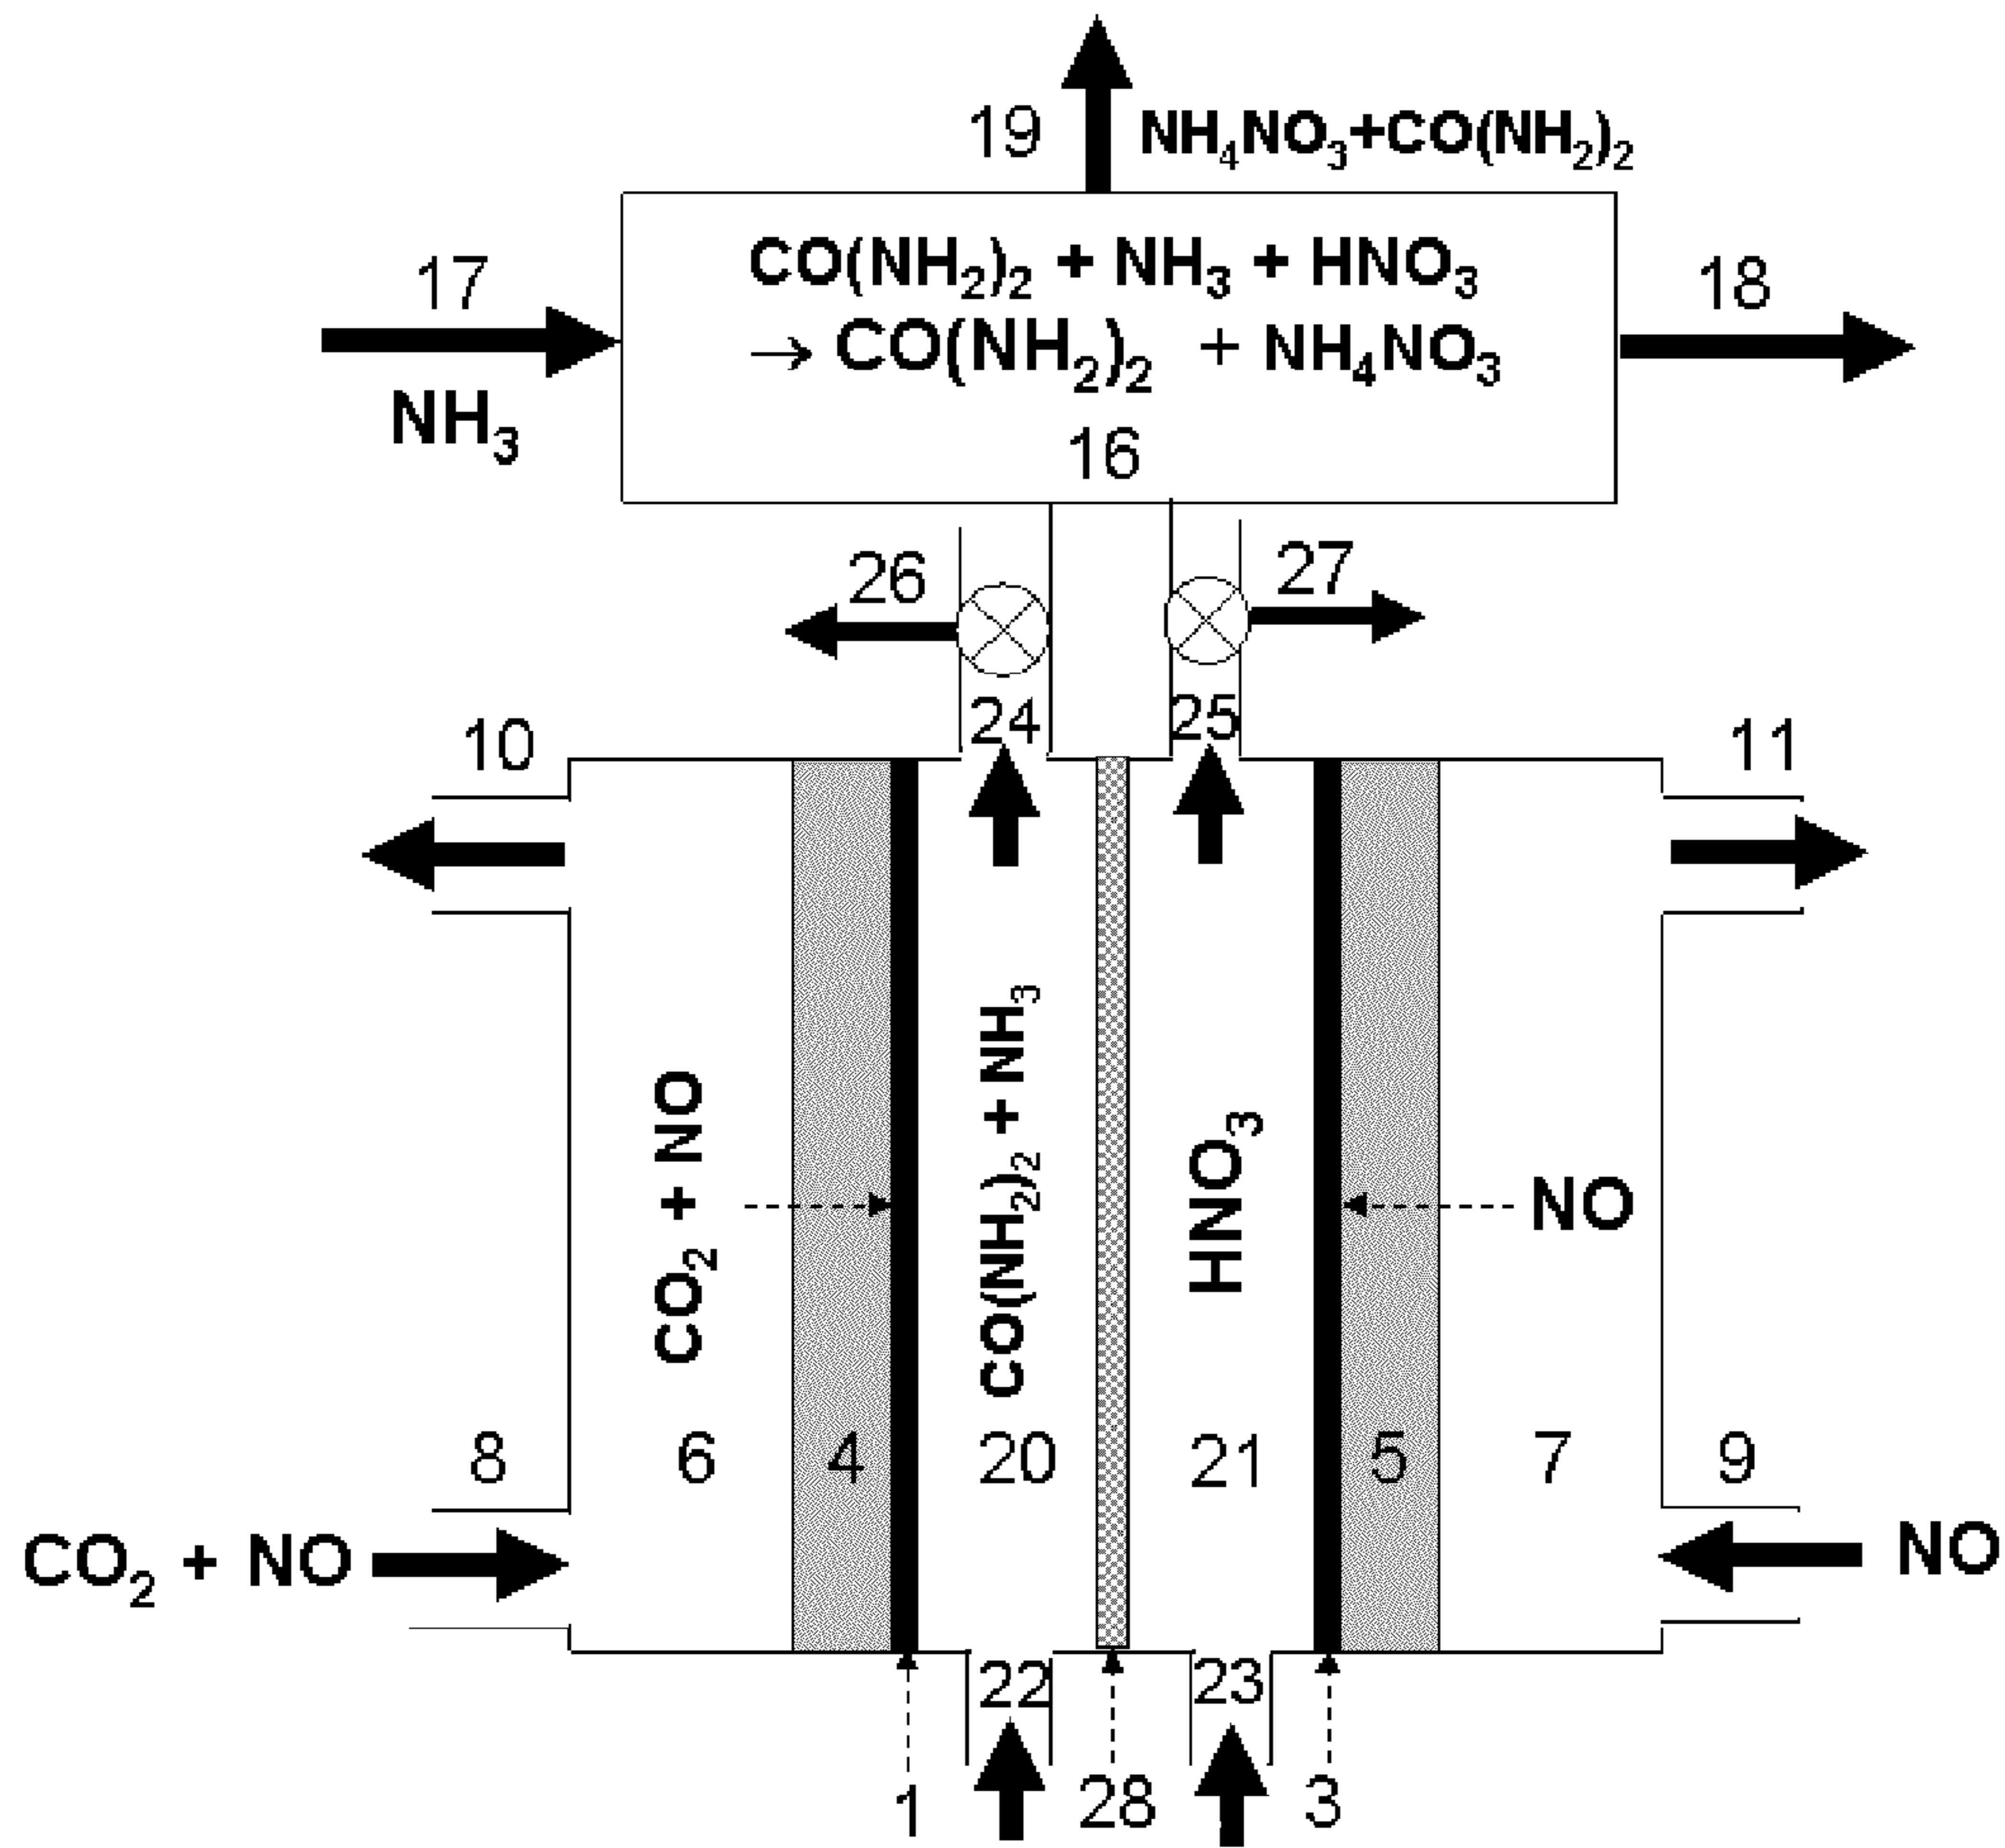 19
NH₄NO₃+CO(NH₂)₂
17
CO(NH₂)₂ + NH₃ + HNO₃
→ CO(NH₂)₂ + NH₄NO₃
18
NH₃
16
26
27
24
25
10
11
CO₂ + NO
CO(NH₂)₂ + NH₃
HNO₃
NO
8
6
4
20
21
5
7
9
CO₂ + NO
NO
22
23
1
28
3